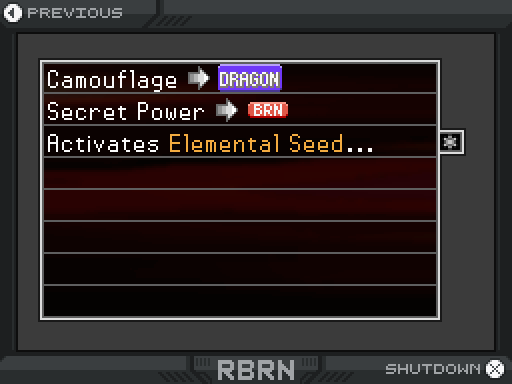 PREVIOUS
Camouflage DRAGON
Secret Power BRN
Activates Elemental Seed...
RBRN
SHUTDOWN